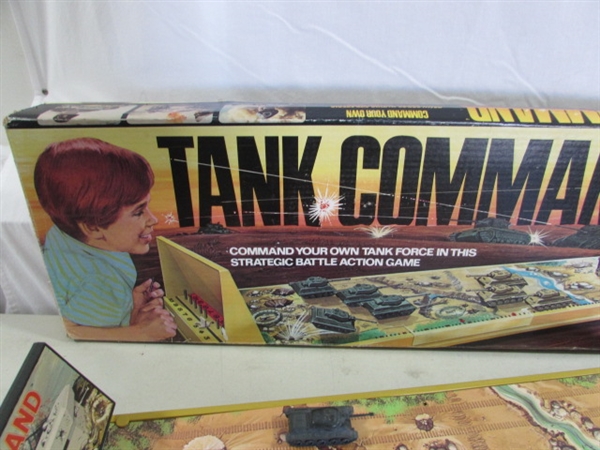 COMMAND YOUR OWN
TANK COMMA
COMMAND YOUR OWN TANK FORCE IN THIS
STRATEGIC BATTLE ACTION GAME
AND